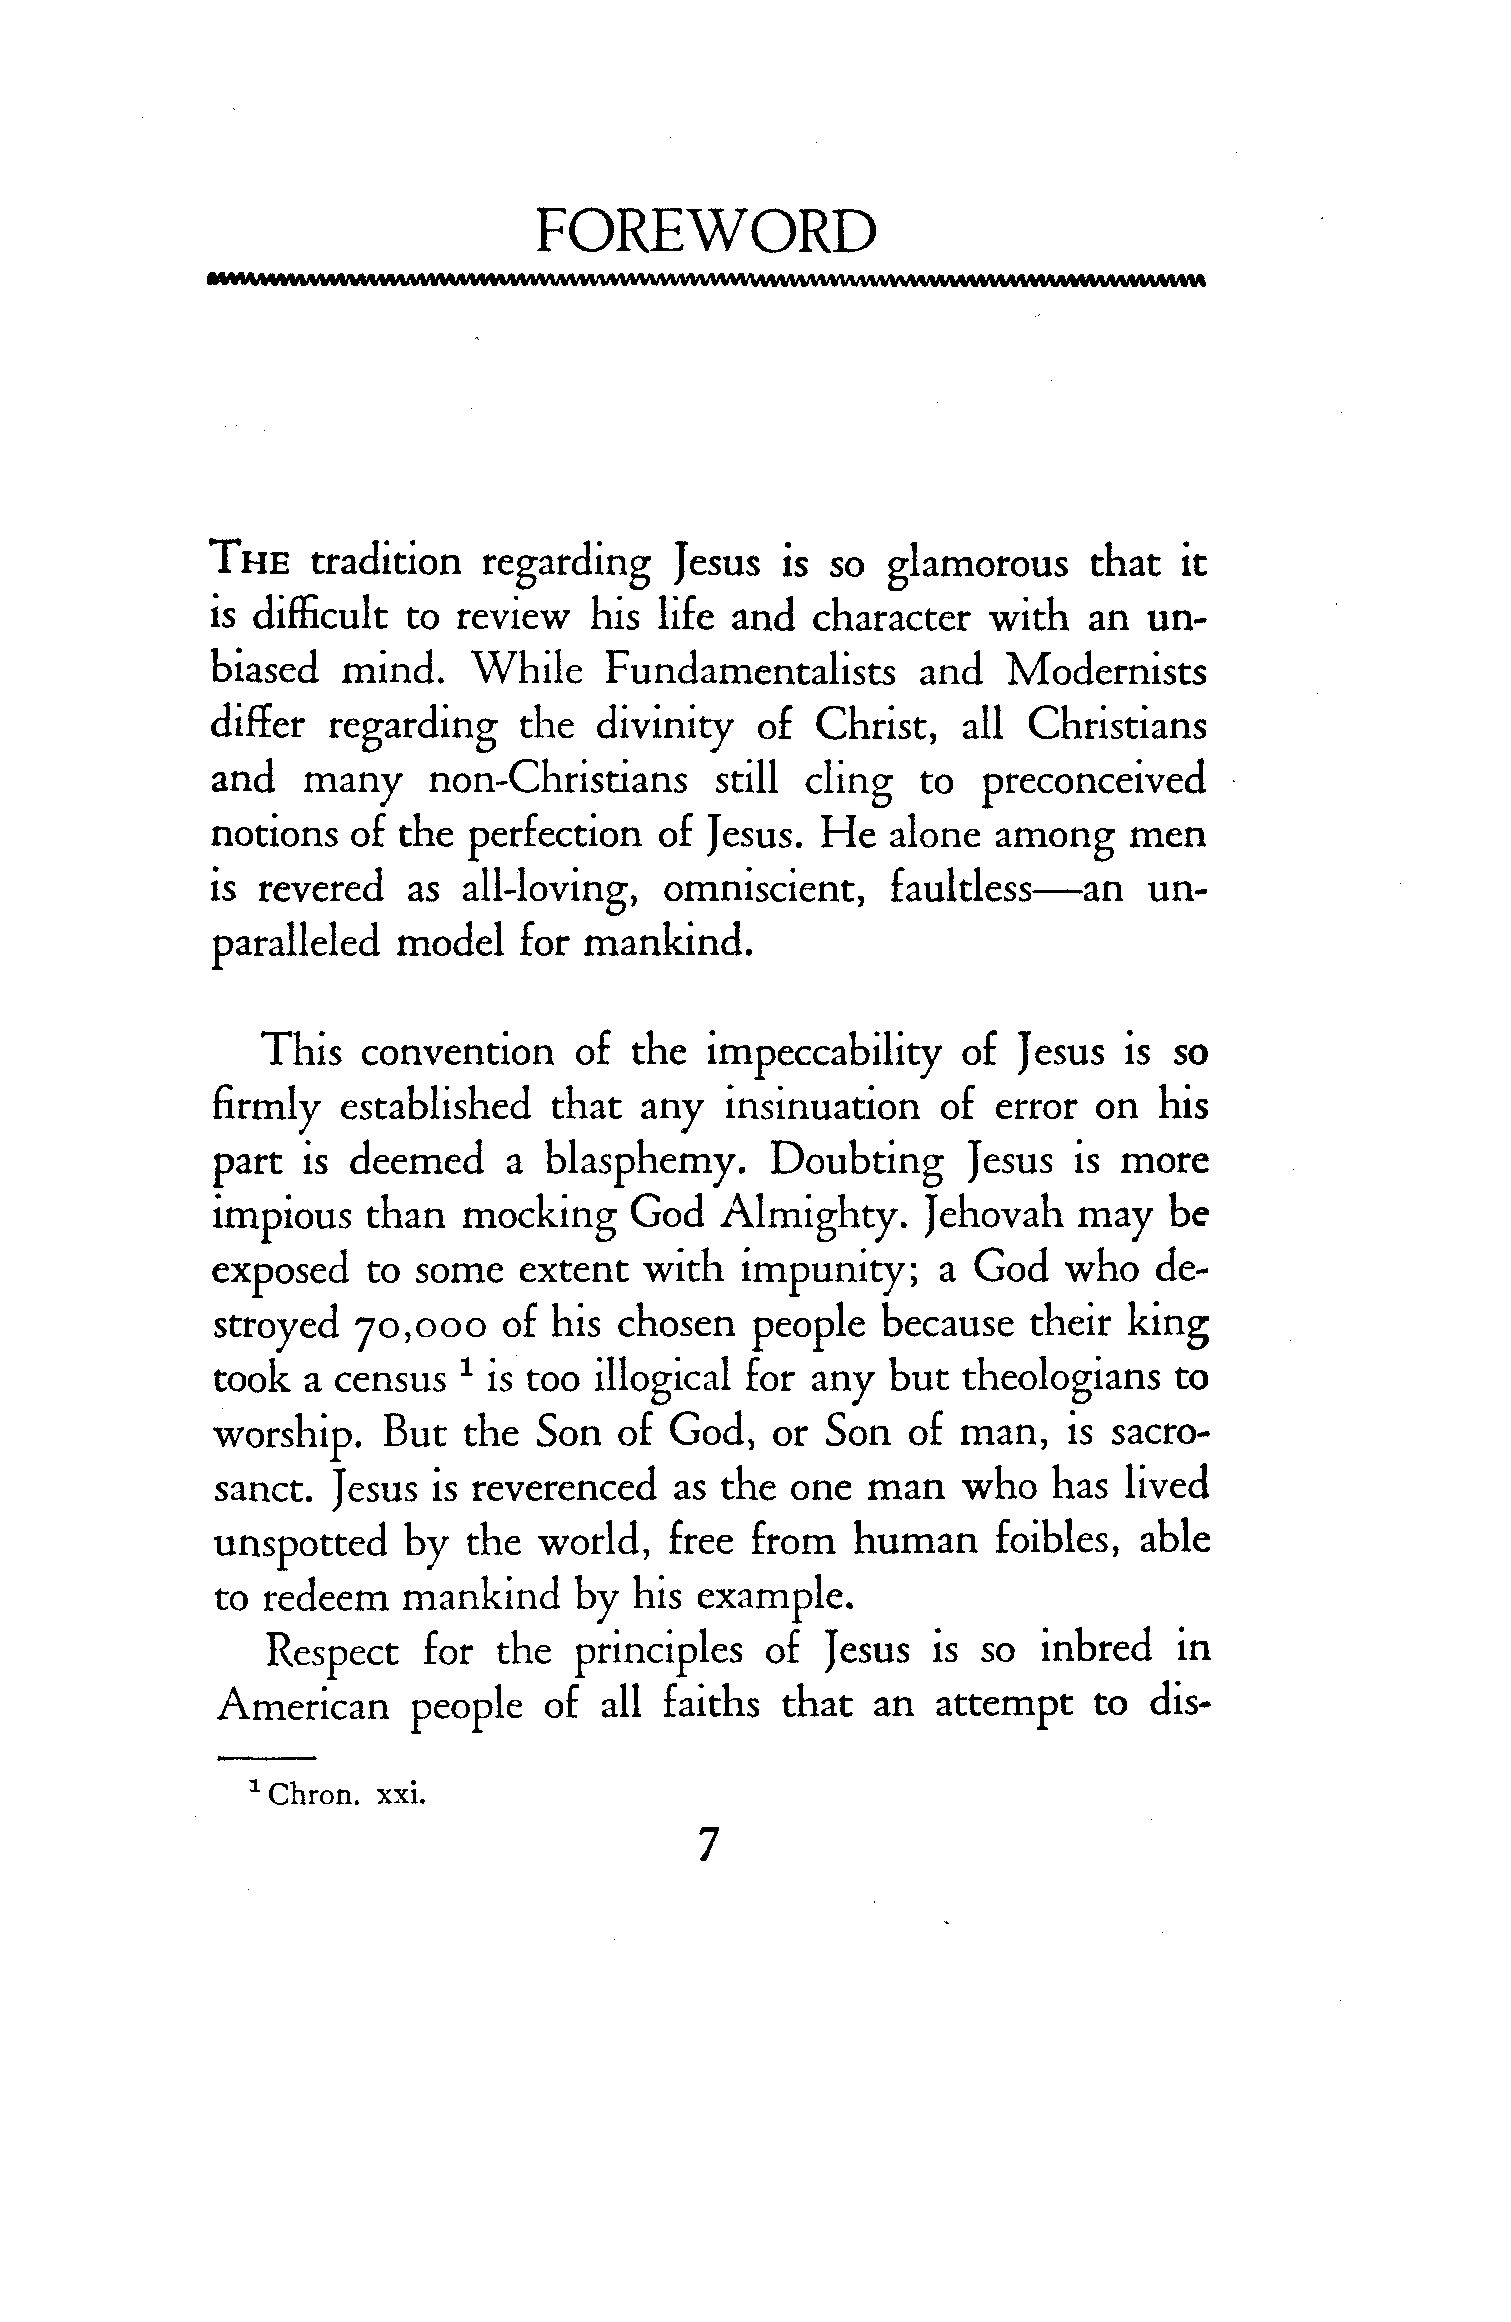 FOREWORD
THE tradition regarding Jesus is so glamorous that it
is difficult to review his life and character with an un-
biased mind. While Fundamentalists and Modernists
differ regarding the divinity of Christ, all Christians
and many non-Christians still cling to preconceived
notions of the perfection of Jesus. He alone among men
is revered as all-loving, omniscient, faultless—an un-
paralleled model for mankind.
This convention of the impeccability of Jesus is so
firmly established that any insinuation of error on his
part is deemed a blasphemy. Doubting Jesus is more
impious than mocking God Almighty. Jehovah may be
exposed to some extent with impunity; a God who de-
stroyed 70,000 of his chosen people because their king
took a census ¹ is too illogical for any but theologians to
worship. But the Son of God, or Son of man, is sacro-
sanct. Jesus is reverenced as the one man who has lived
unspotted by the world, free from human foibles, able
to redeem mankind by his example.
Respect for the principles of Jesus is so inbred in
American people of all faiths that an attempt to dis-
¹ Chron. xxi.
7